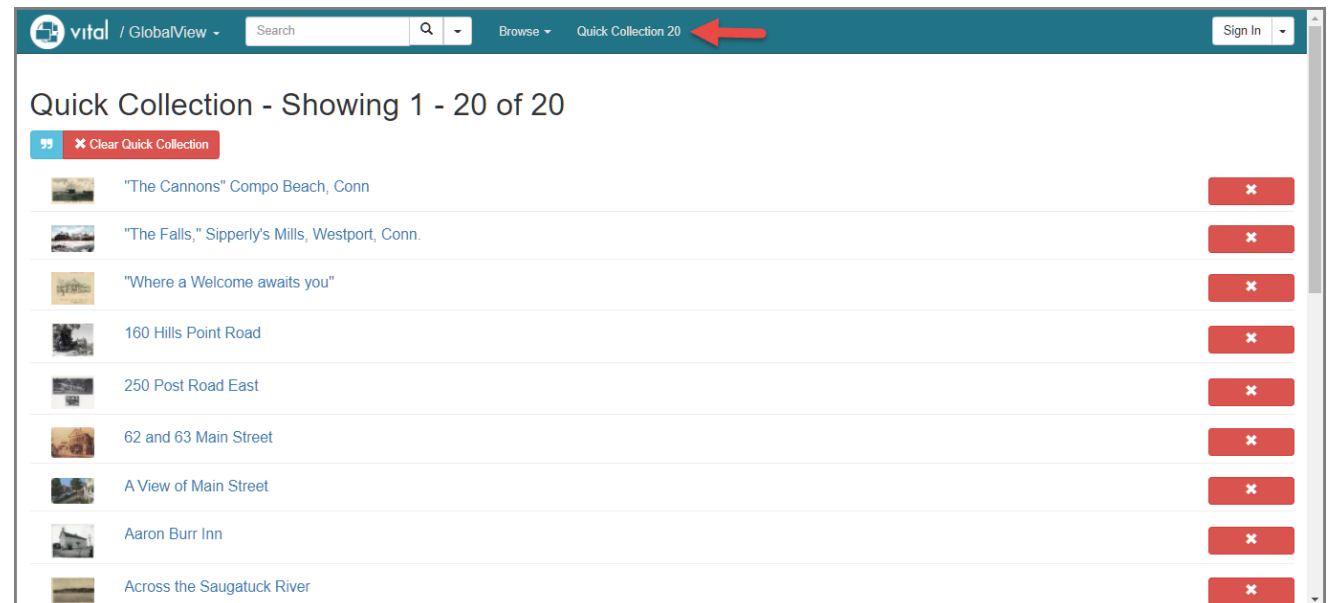 vital / GlobalView Search Browse Quick Collection 20 Sign In
Quick Collection - Showing 1 - 20 of 20
" ✖ Clear Quick Collection
"The Cannons" Compo Beach, Conn
"The Falls," Sipperly's Mills, Westport, Conn.
"Where a Welcome awaits you"
160 Hills Point Road
250 Post Road East
62 and 63 Main Street
A View of Main Street
Aaron Burr Inn
Across the Saugatuck River